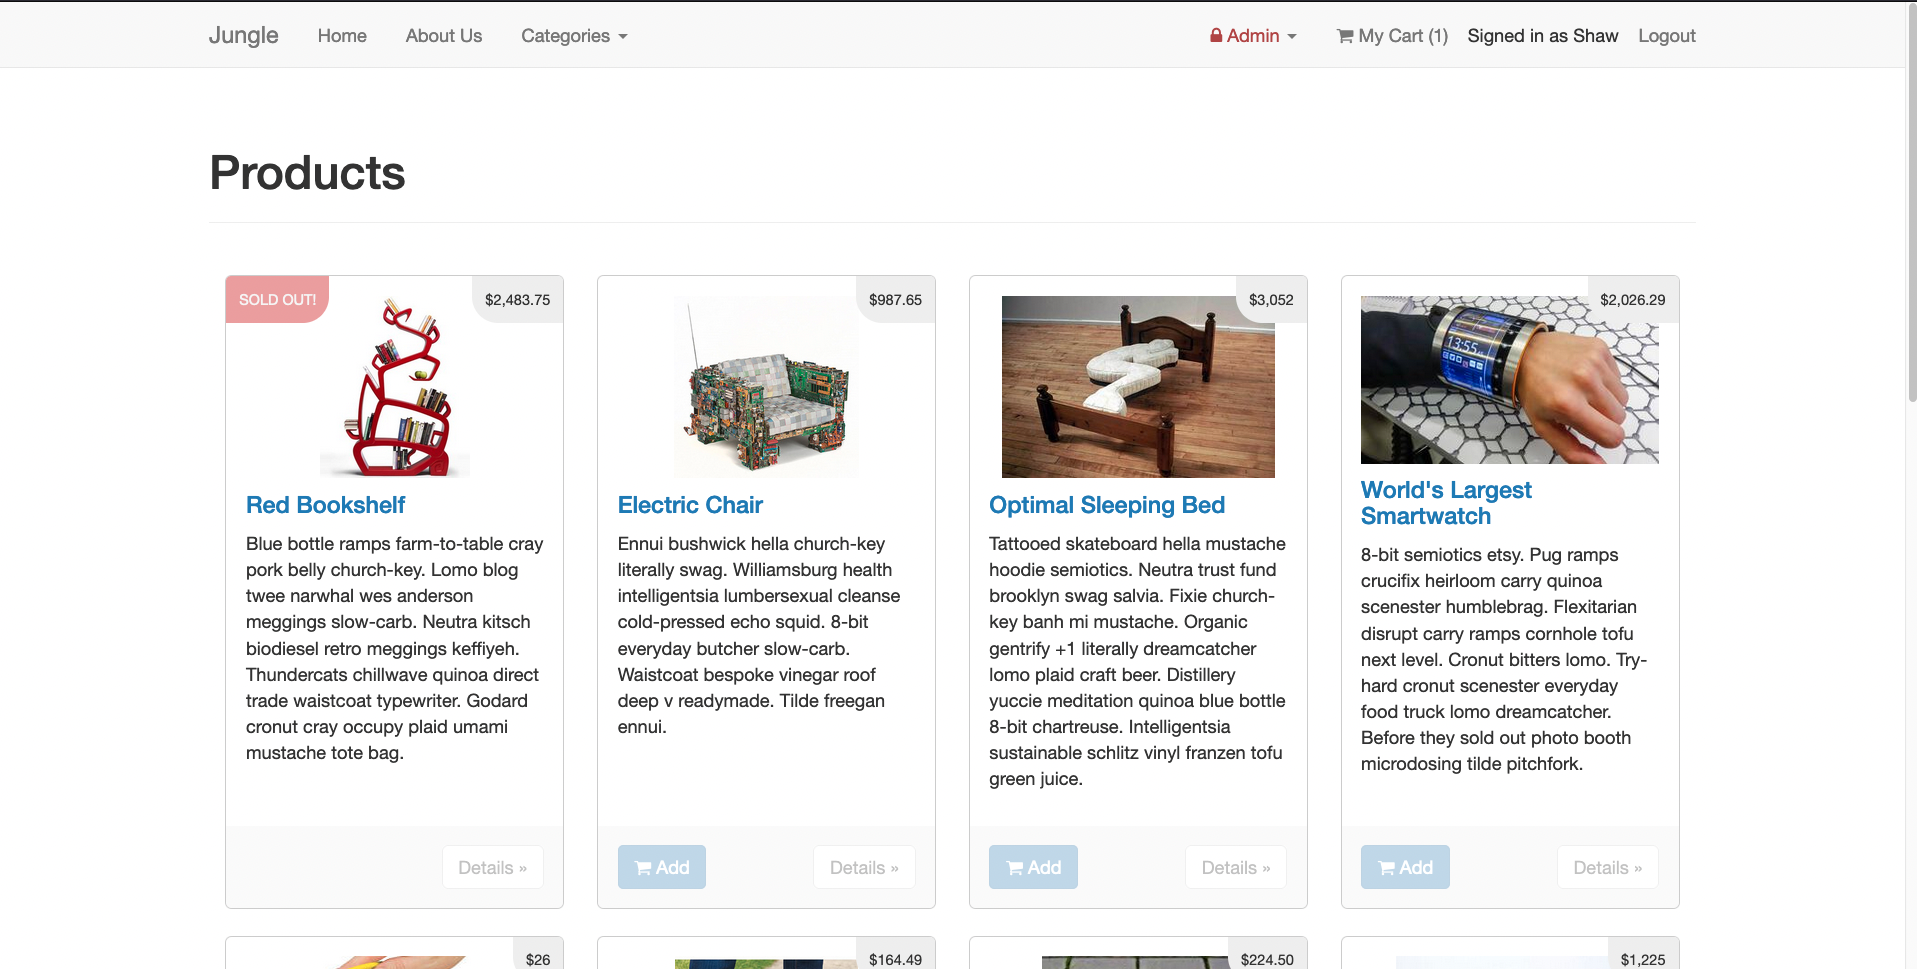 Jungle Home About Us Categories Admin My Cart (1) Signed in as Shaw Logout
Products
SOLD OUT!
$2,483.75
Red Bookshelf
Blue bottle ramps farm-to-table cray
pork belly church-key. Lomo blog
twee narwhal wes anderson
meggings slow-carb. Neutra kitsch
biodiesel retro meggings keffiyeh.
Thundercats chillwave quinoa direct
trade waistcoat typewriter. Godard
cronut cray occupy plaid umami
mustache tote bag.
Details »
$987.65
Electric Chair
Ennui bushwick hella church-key
literally swag. Williamsburg health
intelligentsia lumbersexual cleanse
cold-pressed echo squid. 8-bit
everyday butcher slow-carb.
Waistcoat bespoke vinegar roof
deep v readymade. Tilde freegan
ennui.
Add
Details »
$3,052
Optimal Sleeping Bed
Tattooed skateboard hella mustache
hoodie semiotics. Neutra trust fund
brooklyn swag salvia. Fixie church-
key banh mi mustache. Organic
gentrify +1 literally dreamcatcher
lomo plaid craft beer. Distillery
yuccie meditation quinoa blue bottle
8-bit chartreuse. Intelligentsia
sustainable schlitz vinyl franzen tofu
green juice.
Add
Details »
$2,026.29
13:55
World's Largest
Smartwatch
8-bit semiotics etsy. Pug ramps
crucifix heirloom carry quinoa
scenester humblebrag. Flexitarian
disrupt carry ramps cornhole tofu
next level. Cronut bitters lomo. Try-
hard cronut scenester everyday
food truck lomo dreamcatcher.
Before they sold out photo booth
microdosing tilde pitchfork.
Add
Details »
$26
$164.49
$224.50
$1,225